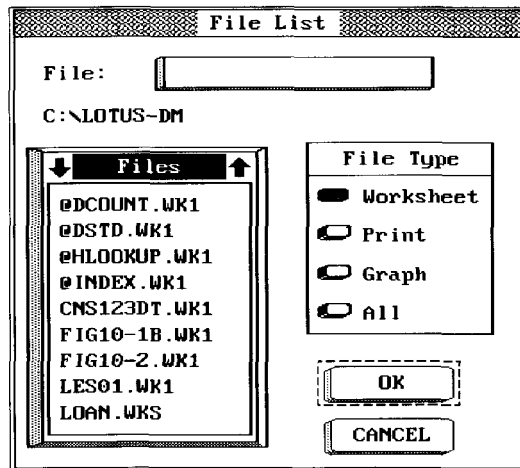 File List
File:
C:\LOTUS-DM
Files
@DCOUNT.WK1
@DSTD.WK1
@HLOOKUP.WK1
@INDEX.WK1
CNS123DT.WK1
FIG10-1B.WK1
FIG10-2.WK1
LES01.WK1
LOAN.WKS
File Type
Worksheet
Print
Graph
All
OK
CANCEL